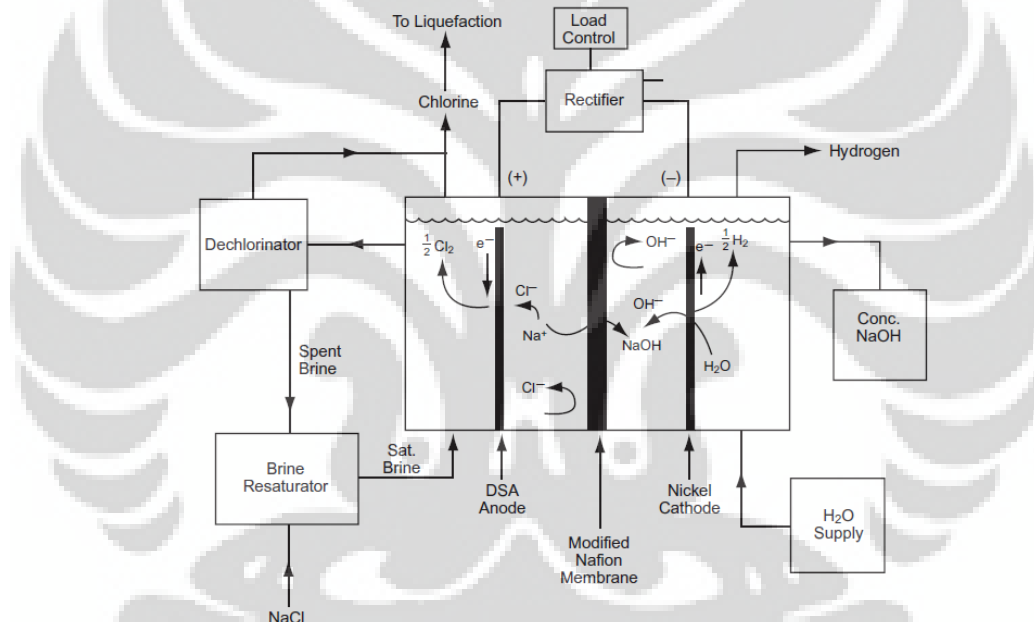 To Liquefaction
Load
Control
Chlorine
Rectifier
Hydrogen
(+)
(–)
Dechlorinator
½ Cl₂
e⁻
OH⁻
e⁻
½ H₂
Cl⁻
OH⁻
Na⁺
NaOH
H₂O
Cl⁻
Conc.
NaOH
Spent
Brine
Brine
Resaturator
Sat.
Brine
DSA
Anode
Nickel
Cathode
Modified
Nafion
Membrane
H₂O
Supply
NaCl